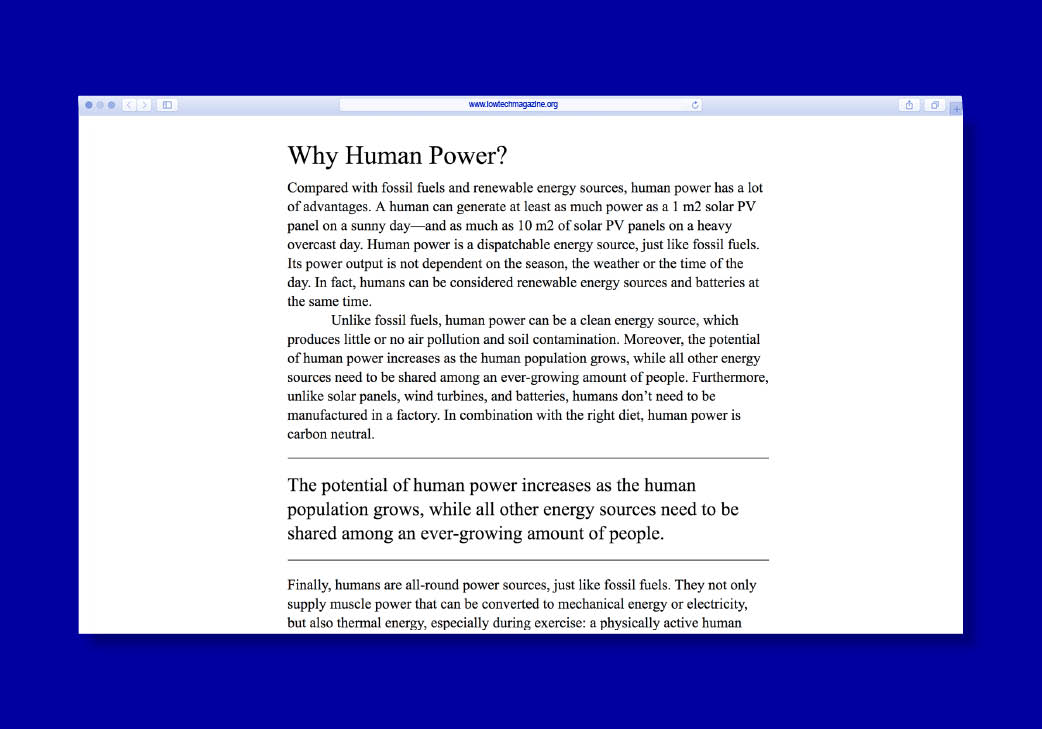 www.lowtechmagazine.org
Why Human Power?
Compared with fossil fuels and renewable energy sources, human power has a lot
of advantages. A human can generate at least as much power as a 1 m2 solar PV
panel on a sunny day—and as much as 10 m2 of solar PV panels on a heavy
overcast day. Human power is a dispatchable energy source, just like fossil fuels.
Its power output is not dependent on the season, the weather or the time of the
day. In fact, humans can be considered renewable energy sources and batteries at
the same time.
Unlike fossil fuels, human power can be a clean energy source, which
produces little or no air pollution and soil contamination. Moreover, the potential
of human power increases as the human population grows, while all other energy
sources need to be shared among an ever-growing amount of people. Furthermore,
unlike solar panels, wind turbines, and batteries, humans don’t need to be
manufactured in a factory. In combination with the right diet, human power is
carbon neutral.
The potential of human power increases as the human
population grows, while all other energy sources need to be
shared among an ever-growing amount of people.
Finally, humans are all-round power sources, just like fossil fuels. They not only
supply muscle power that can be converted to mechanical energy or electricity,
but also thermal energy, especially during exercise: a physically active human